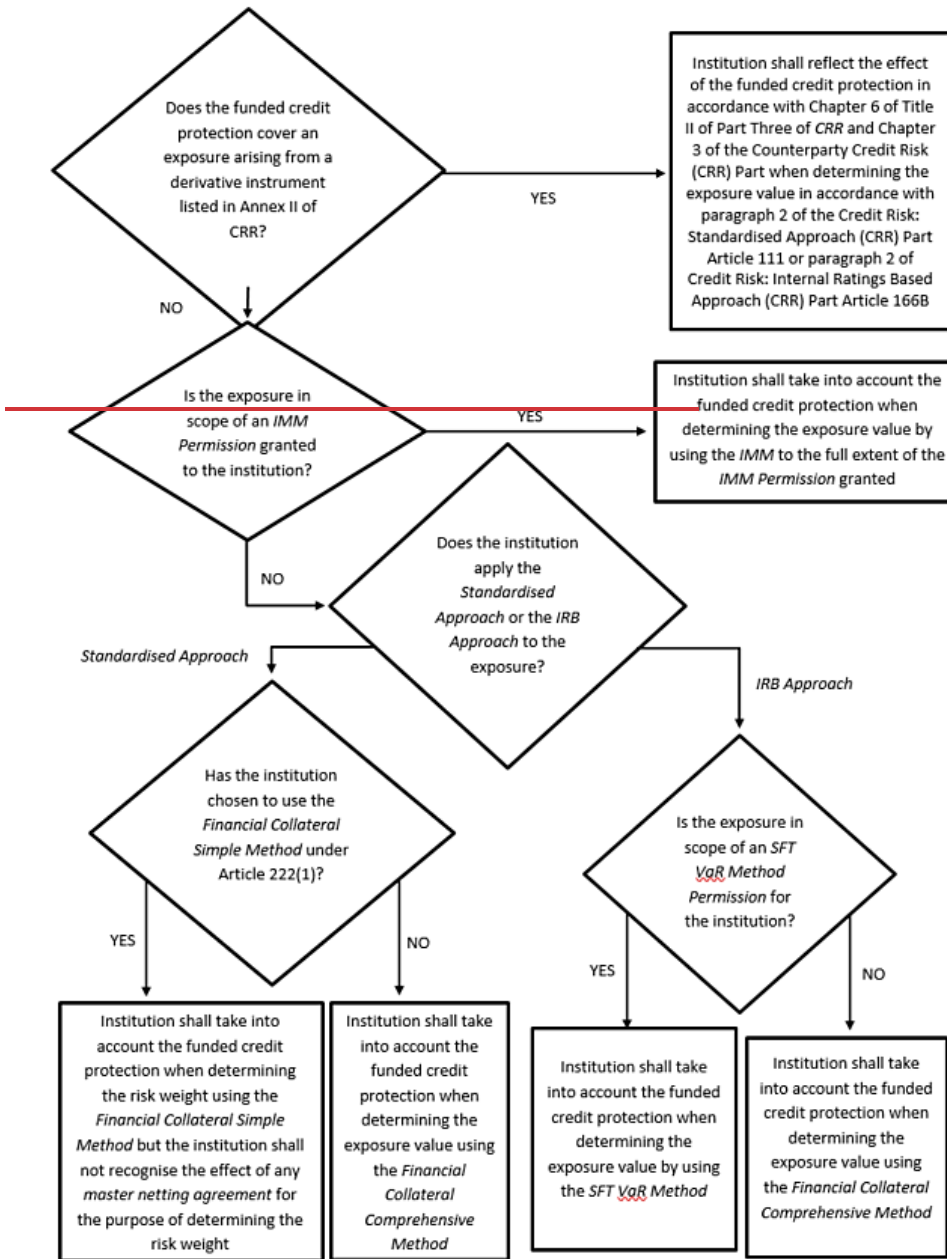 Does the funded credit
protection cover an
exposure arising from a
derivative instrument
listed in Annex II of
CRR?
YES
Institution shall reflect the effect
of the funded credit protection in
accordance with Chapter 6 of Title
II of Part Three of CRR and Chapter
3 of the Counterparty Credit Risk
(CRR) Part when determining the
exposure value in accordance with
paragraph 2 of the Credit Risk:
Standardised Approach (CRR) Part
Article 111 or paragraph 2 of
Credit Risk: Internal Ratings Based
Approach (CRR) Part Article 166B
NO
Is the exposure in
scope of an IMM
Permission granted
to the institution?
YES
Institution shall take into account the
funded credit protection when
determining the exposure value by
using the IMM to the full extent of the
IMM Permission granted
NO
Does the institution
apply the
Standardised
Approach or the IRB
Approach to the
exposure?
Standardised Approach
IRB Approach
Has the institution
chosen to use the
Financial Collateral
Simple Method under
Article 222(1)?
Is the exposure in
scope of an SFT
VaR Method
Permission for
the institution?
YES
NO
YES
NO
Institution shall take into
account the funded credit
protection when determining
the risk weight using the
Financial Collateral Simple
Method but the institution shall
not recognise the effect of any
master netting agreement for
the purpose of determining the
risk weight
Institution shall take
into account the
funded credit
protection when
determining the
exposure value using
the Financial
Collateral
Comprehensive
Method
Institution shall take
into account the funded
credit protection when
determining the
exposure value by using
the SFT VaR Method
Institution shall take
into account the funded
credit protection when
determining the
exposure value using
the Financial Collateral
Comprehensive Method